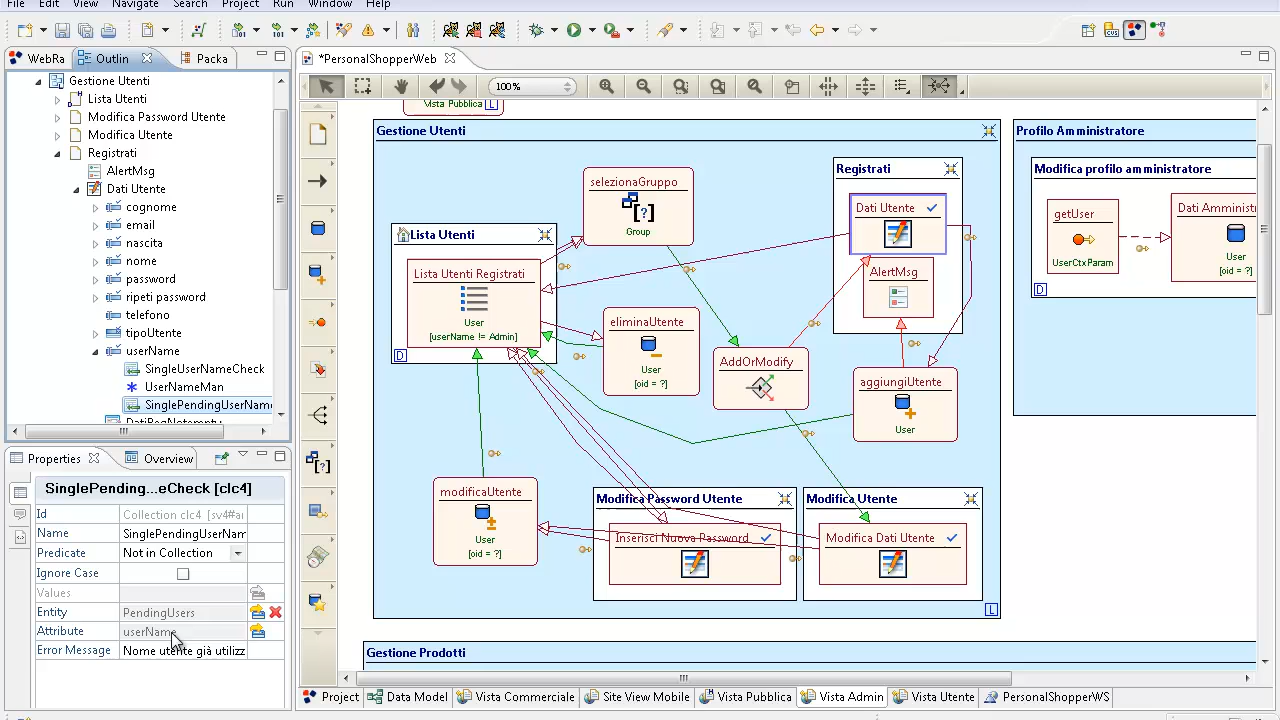 File Edit View Navigate Search Project Run Window Help
WebRa Outlin Packa
Gestione Utenti
Lista Utenti
Modifica Password Utente
Modifica Utente
Registrati
AlertMsg
Dati Utente
cognome
email
nascita
nome
password
ripeti password
telefono
tipoUtente
userName
SingleUserNameCheck
UserNameMan
SinglePendingUserName
Properties Overview
SinglePending...eCheck [clc4]
Id Collection clc4 [sv4#ar
Name SinglePendingUserNam
Predicate Not in Collection
Ignore Case
Values
Entity PendingUsers
Attribute userName
Error Message Nome utente già utilizz
*PersonalShopperWeb
100%
Vista Pubblica L
Gestione Utenti
Lista Utenti
Lista Utenti Registrati
User
[userName != Admin]
D
selezionaGruppo
[?]
Group
eliminaUtente
User
[oid = ?]
AddOrModify
Registrati
Dati Utente
AlertMsg
aggiungiUtente
User
modificaUtente
User
[oid = ?]
Modifica Password Utente
Inserisci Nuova Password
Modifica Utente
Modifica Dati Utente
L
Profilo Amministratore
Modifica profilo amministratore
getUser
UserCtxParam
Dati Amminist
User
[oid = ?]
D
Gestione Prodotti
Project Data Model Vista Commerciale Site View Mobile Vista Pubblica Vista Admin Vista Utente PersonalShopperWS